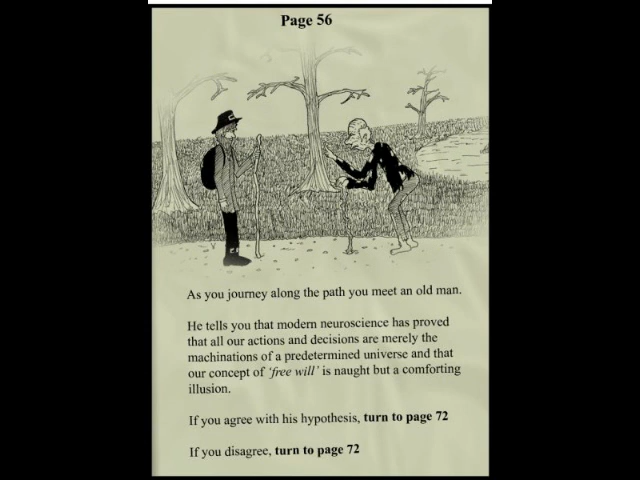 Page 56
As you journey along the path you meet an old man.
He tells you that modern neuroscience has proved
that all our actions and decisions are merely the
machinations of a predetermined universe and that
our concept of ‘free will’ is naught but a comforting
illusion.
If you agree with his hypothesis, turn to page 72
If you disagree, turn to page 72